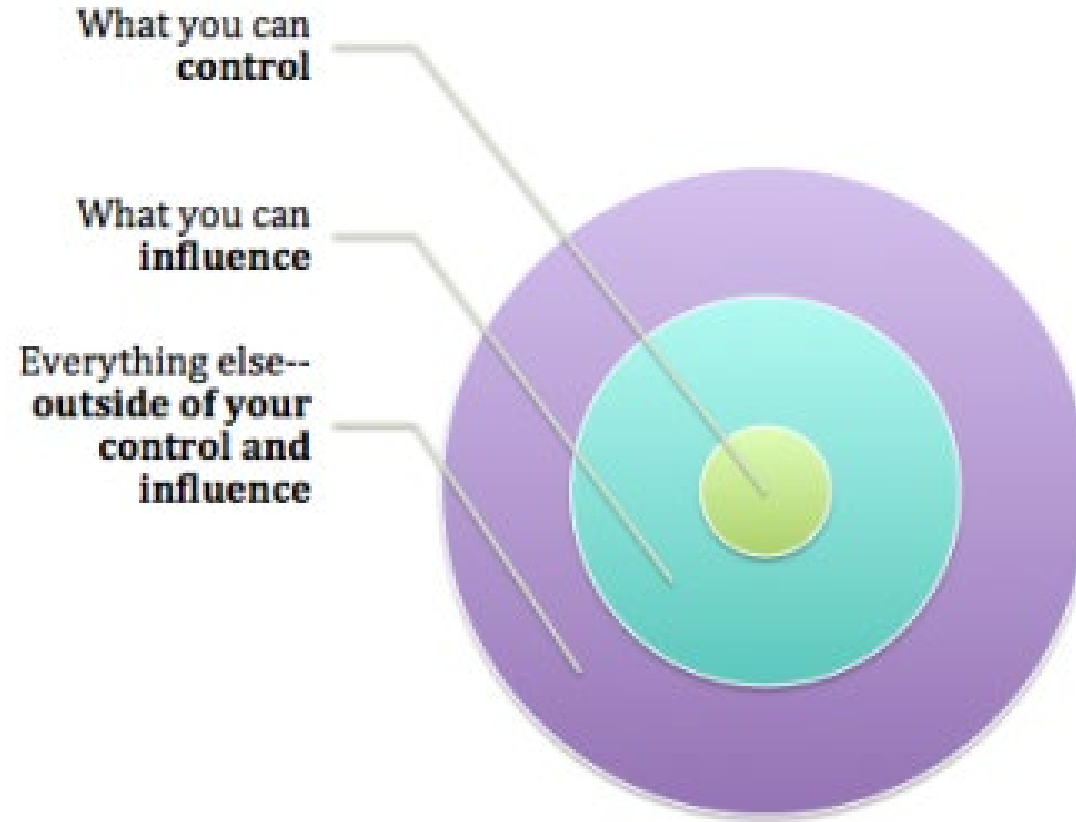 What you can
control
What you can
influence
Everything else--
outside of your
control and
influence